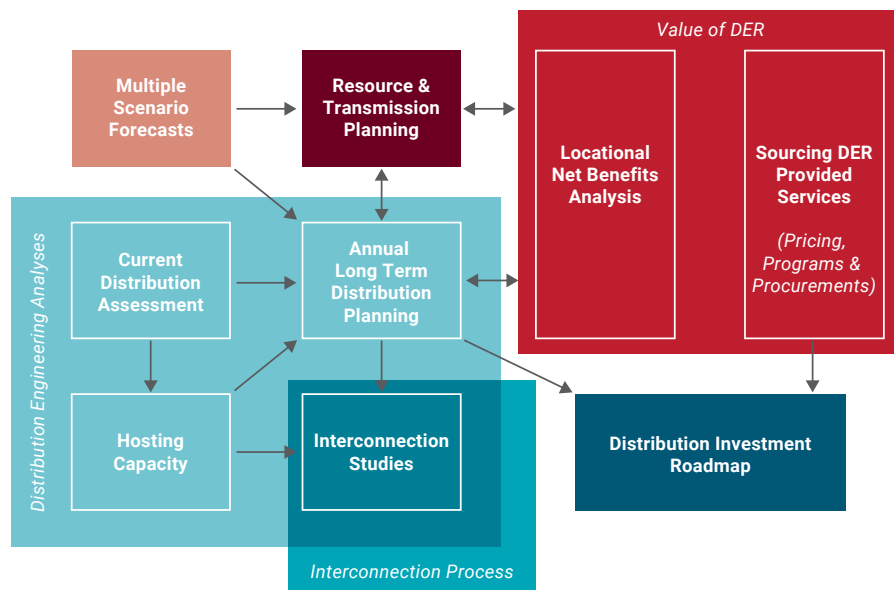 Value of DER
Multiple
Scenario
Forecasts
Resource &
Transmission
Planning
Locational
Net Benefits
Analysis
Sourcing DER
Provided
Services
(Pricing,
Programs &
Procurements)
Distribution Engineering Analyses
Current
Distribution
Assessment
Annual
Long Term
Distribution
Planning
Hosting
Capacity
Interconnection
Studies
Distribution Investment
Roadmap
Interconnection Process